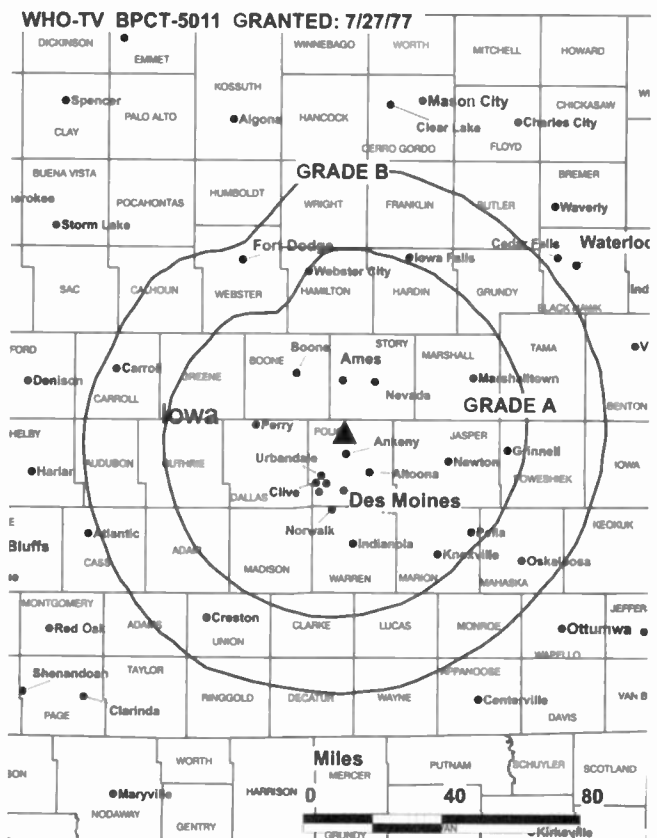 WHO-TV BPCT-5011 GRANTED: 7/27/77
DICKINSON
EMMET
WINNEBAGO
WORTH
MITCHELL
HOWARD
KOSSUTH
Spencer
PALO ALTO
Algona
HANCOCK
Mason City
Clear Lake
CHICKASAW
Charles City
CLAY
CERRO GORDO
FLOYD
BUENA VISTA
GRADE B
BREMER
POCAHONTAS
HUMBOLDT
WRIGHT
FRANKLIN
BUTLER
Waverly
Storm Lake
Fort Dodge
Cedar Falls
Iowa Falls
Webster City
SAC
CALHOUN
WEBSTER
HAMILTON
HARDIN
GRUNDY
BLACK HAWK
Boone
STORY
Ames
BOONE
MARSHALL
TAMA
Denison
Carroll
GREENE
Nevada
Marshalltown
CARROLL
GRADE A
BENTON
Iowa
Perry
POLK
JASPER
Ankeny
Grinnell
Harlan
AUDUBON
GUTHRIE
Urbandale
Altoona
Newton
POWESHIEK
IOWA
DALLAS
Clive
Des Moines
KEOKUK
Atlantic
Norwalk
Pella
Bluffs
ADAIR
Indianola
Knoxville
Oskaloosa
CASS
MADISON
WARREN
MARION
MAHASKA
MONTGOMERY
JEFFER
Red Oak
ADAMS
Creston
UNION
CLARKE
LUCAS
MONROE
Ottumwa
WAPELLO
Shenandoah
TAYLOR
APPANOOSE
Clarinda
RINGGOLD
DECATUR
WAYNE
Centerville
VAN B
PAGE
DAVIS
WORTH
Miles
PUTNAM
SCHUYLER
SCOTLAND
MERCER
Maryville
HARRISON
0 40 80
NODAWAY
GENTRY
GRUNDY
Kirksville